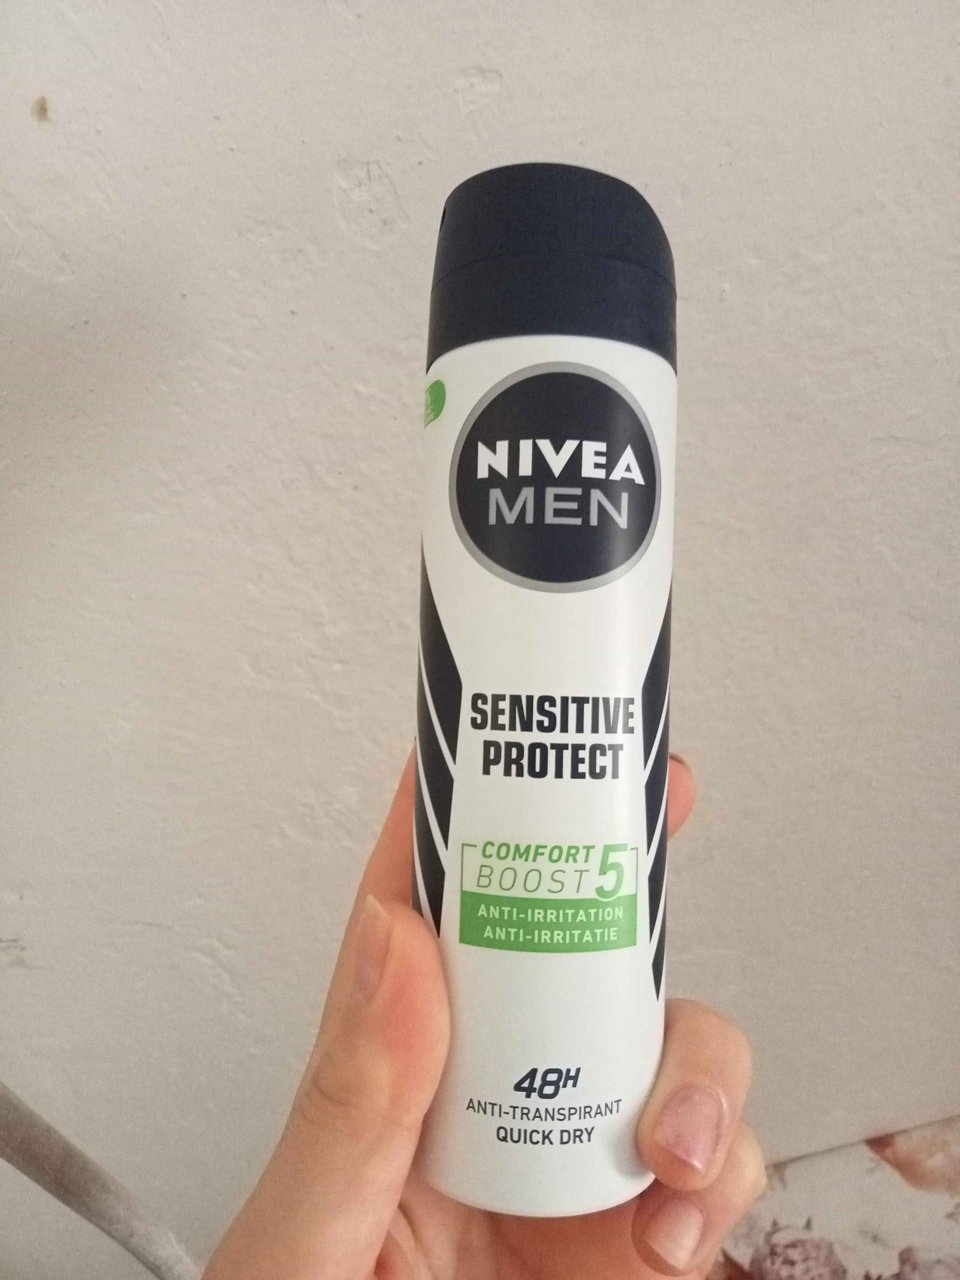 NIVEA
MEN
SENSITIVE
PROTECT
COMFORT
BOOST 5
ANTI-IRRITATION
ANTI-IRRITATIE
48H
ANTI-TRANSPIRANT
QUICK DRY